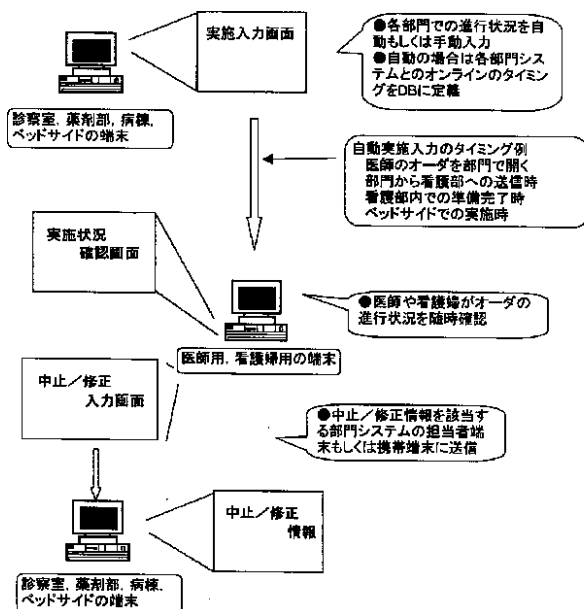 実施入力画面
●各部門での進行状況を自
動もしくは手動入力
●自動の場合は各部門シス
テムとのオンラインのタイミン
グをDBに定義
診察室，薬剤部，病棟，
ベッドサイドの端末
自動実施入力のタイミング例
医師のオーダを部門で開く
部門から看護部への送信時
看護部内での準備完了時
ベッドサイドでの実施時
実施状況
確認画面
●医師や看護婦がオーダの
進行状況を随時確認
医師用，看護婦用の端末
中止／修正
入力画面
●中止／修正情報を該当す
る部門システムの担当者端
末もしくは携帯端末に送信
中止／修正
情報
診察室，薬剤部，病棟，
ベッドサイドの端末